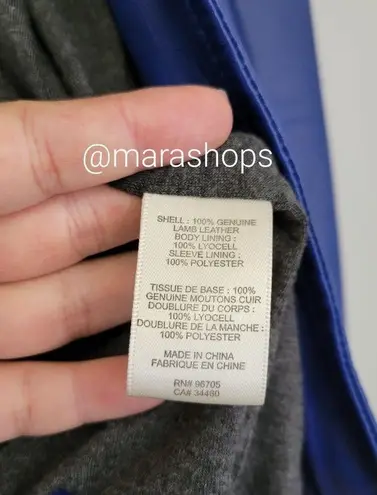 @marashops
SHELL : 100% GENUINE
LAMB LEATHER
BODY LINING :
100% LYOCELL
SLEEVE LINING :
100% POLYESTER
TISSUE DE BASE : 100%
GENUINE MOUTONS CUIR
DOUBLURE DU CORPS :
100% LYOCELL
DOUBLURE DE LA MANCHE :
100% POLYESTER
MADE IN CHINA
FABRIQUE EN CHINE
RN# 96705
CA# 34480